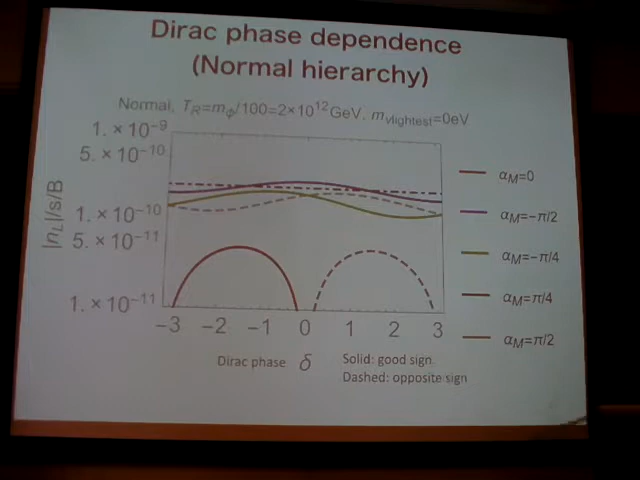 Dirac phase dependence
(Normal hierarchy)
Normal, T_R=m_ϕ/100=2×10^12 GeV, m_νlightest=0eV
1. × 10^−9
5. × 10^−10
1. × 10^−10
5. × 10^−11
1. × 10^−11
|n_L|/s/B
−3 −2 −1 0 1 2 3
Dirac phase δ
Solid: good sign
Dashed: opposite sign
α_M=0
α_M=−π/2
α_M=−π/4
α_M=π/4
α_M=π/2